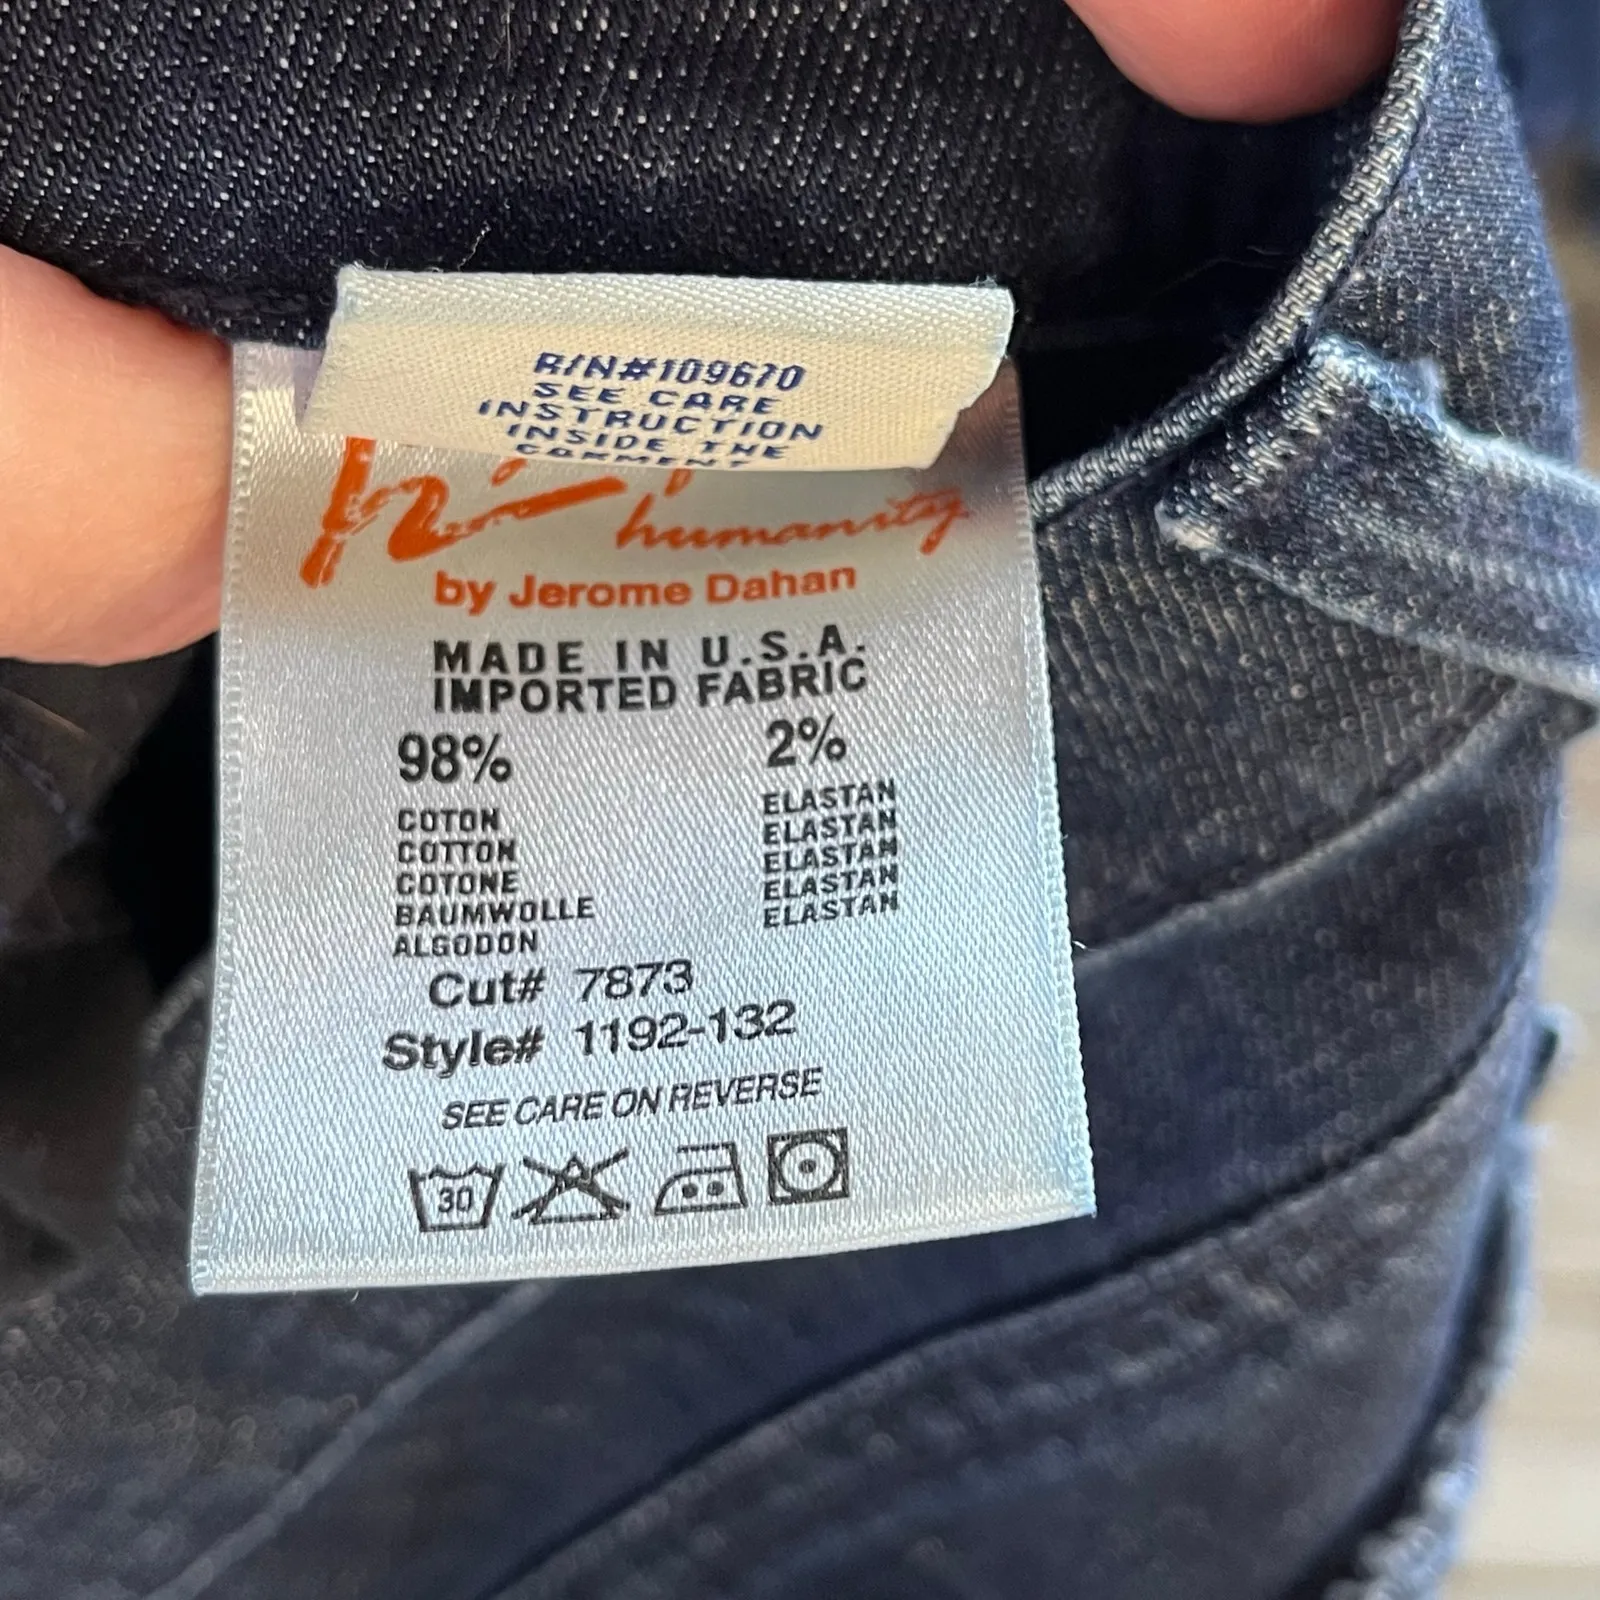 R/N#109670
SEE CARE
INSTRUCTION
INSIDE THE
GARMENT
humanity
by Jerome Dahan
MADE IN U.S.A.
IMPORTED FABRIC
98% 2%
COTON ELASTAN
COTTON ELASTAN
COTONE ELASTAN
BAUMWOLLE ELASTAN
ALGODON ELASTAN
Cut# 7873
Style# 1192-132
SEE CARE ON REVERSE
30